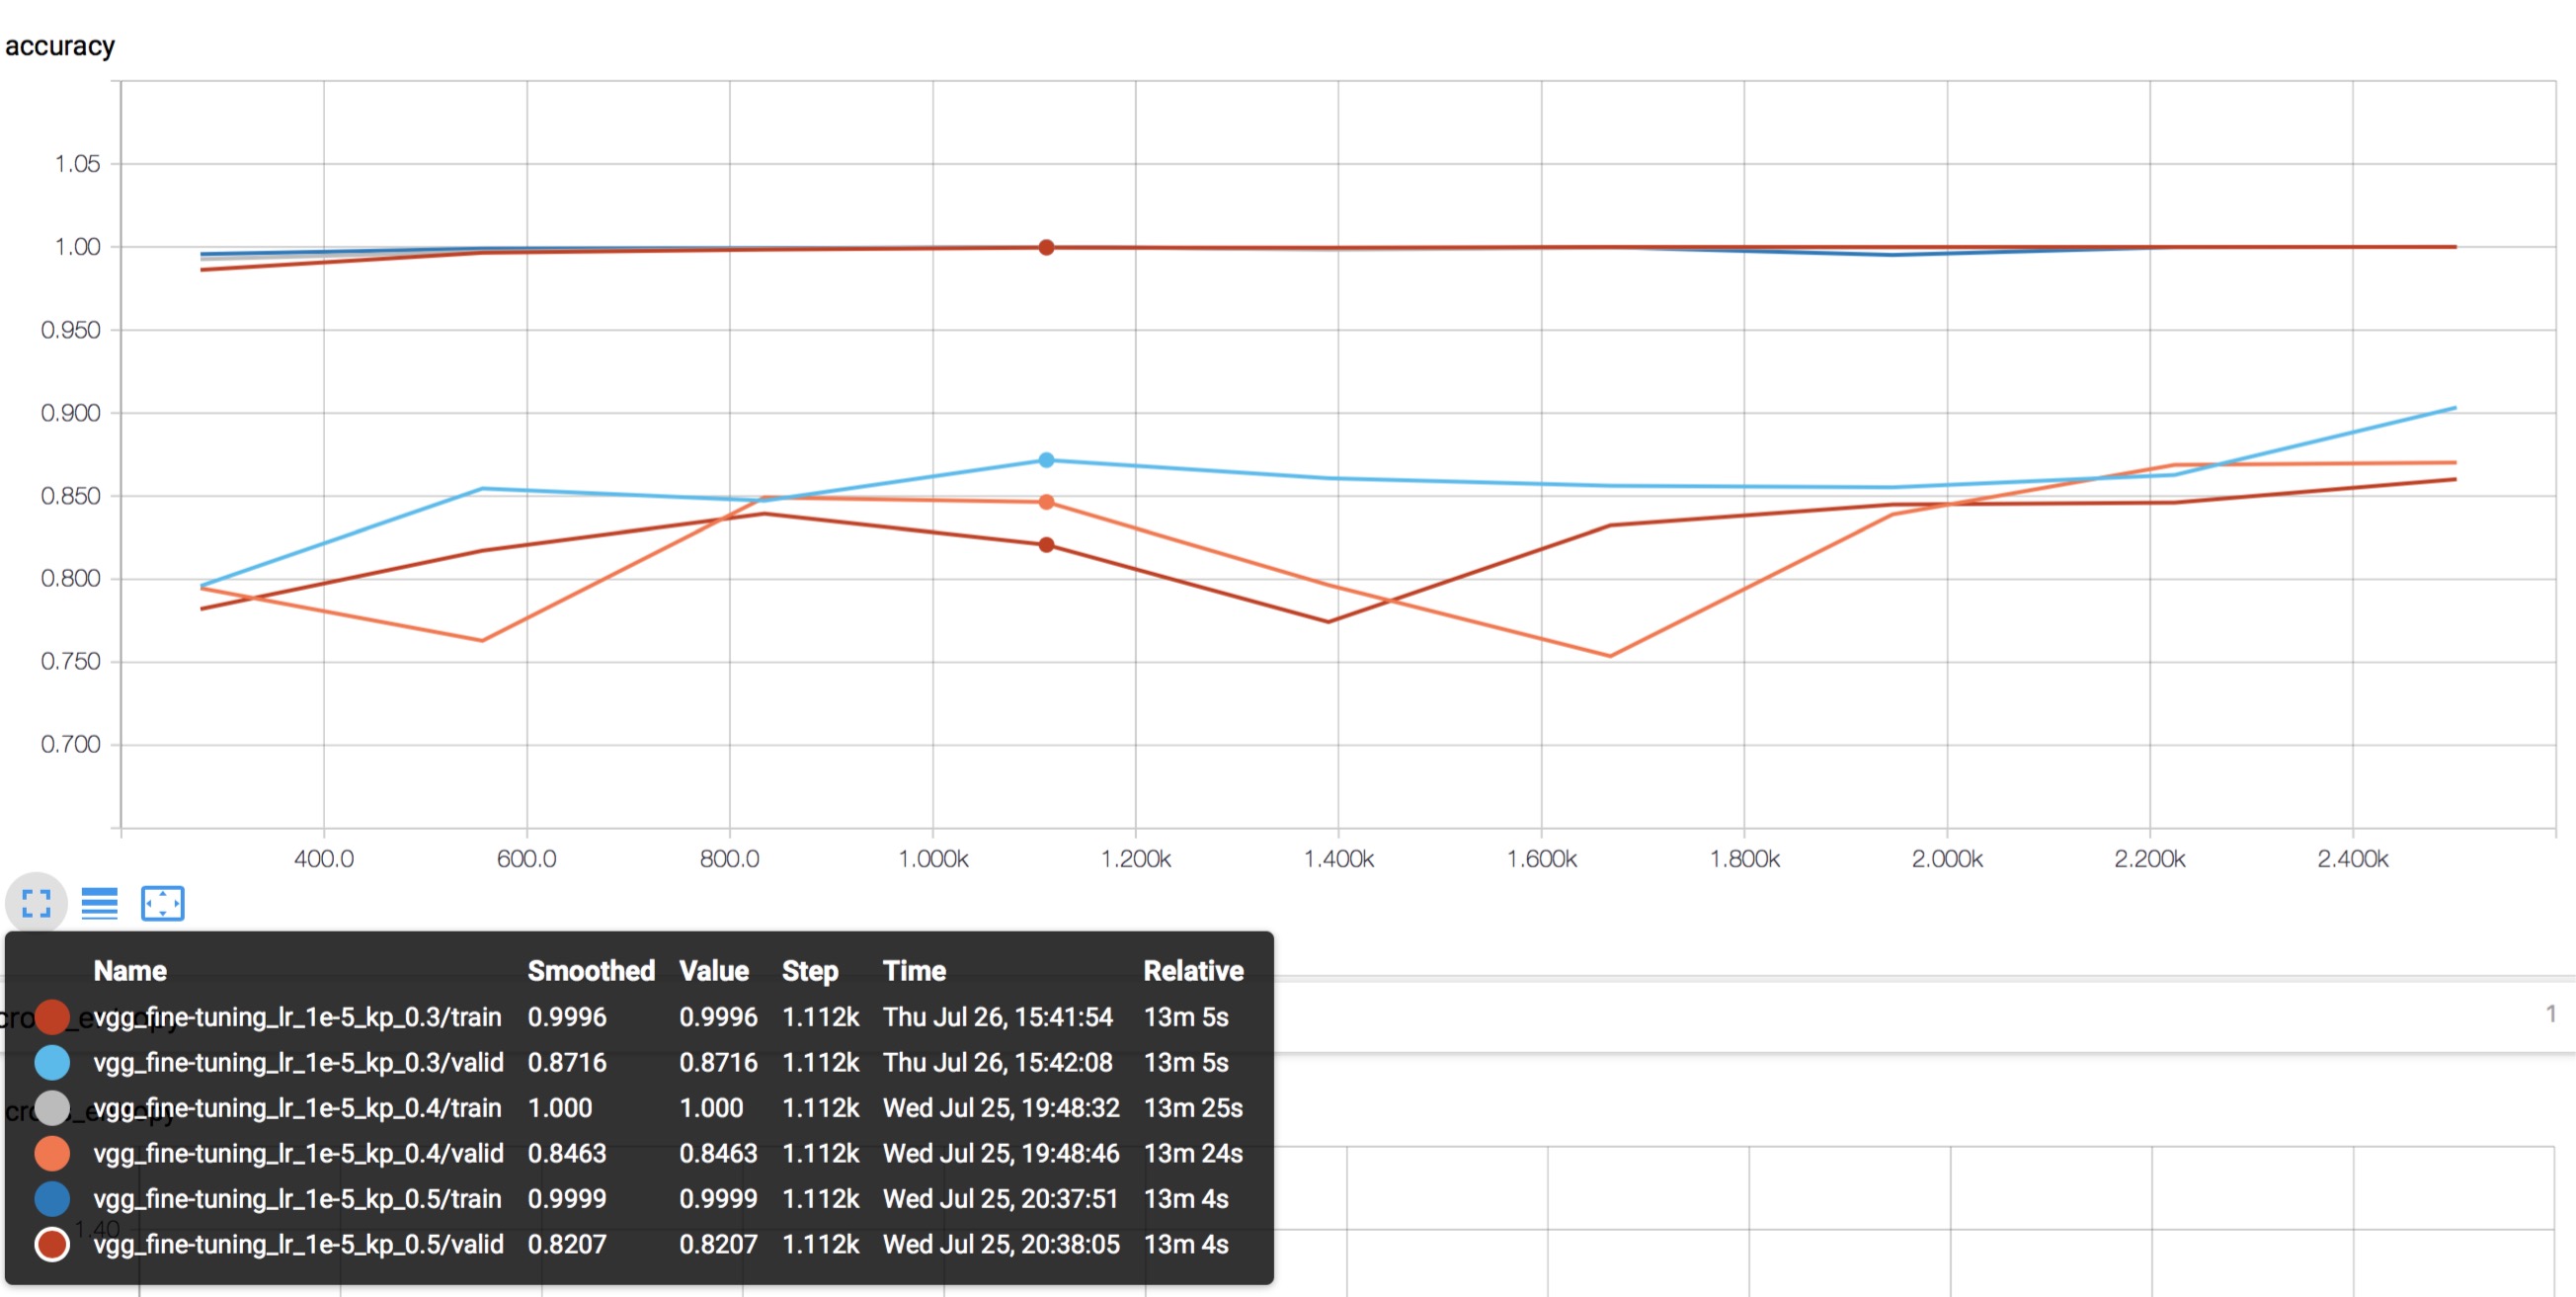 accuracy
1.05
1.00
0.950
0.900
0.850
0.800
0.750
0.700
400.0 600.0 800.0 1.000k 1.200k 1.400k 1.600k 1.800k 2.000k 2.200k 2.400k
Name Smoothed Value Step Time Relative
vgg_fine-tuning_lr_1e-5_kp_0.3/train 0.9996 0.9996 1.112k Thu Jul 26, 15:41:54 13m 5s
1
vgg_fine-tuning_lr_1e-5_kp_0.3/valid 0.8716 0.8716 1.112k Thu Jul 26, 15:42:08 13m 5s
vgg_fine-tuning_lr_1e-5_kp_0.4/train 1.000 1.000 1.112k Wed Jul 25, 19:48:32 13m 25s
vgg_fine-tuning_lr_1e-5_kp_0.4/valid 0.8463 0.8463 1.112k Wed Jul 25, 19:48:46 13m 24s
vgg_fine-tuning_lr_1e-5_kp_0.5/train 0.9999 0.9999 1.112k Wed Jul 25, 20:37:51 13m 4s
1.40
vgg_fine-tuning_lr_1e-5_kp_0.5/valid 0.8207 0.8207 1.112k Wed Jul 25, 20:38:05 13m 4s